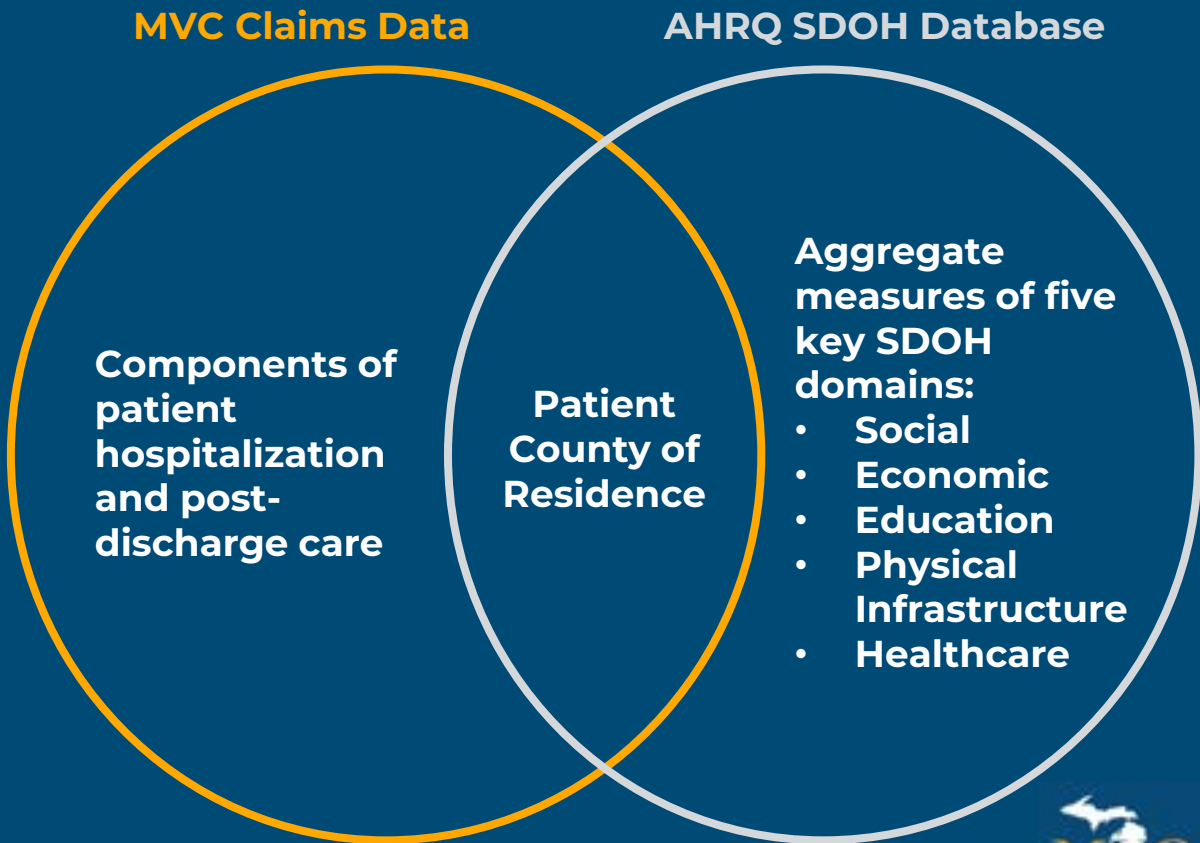 MVC Claims Data
AHRQ SDOH Database
Components of
patient
hospitalization
and post-
discharge care
Patient
County of
Residence
Aggregate
measures of five
key SDOH
domains:
• Social
• Economic
• Education
• Physical
Infrastructure
• Healthcare